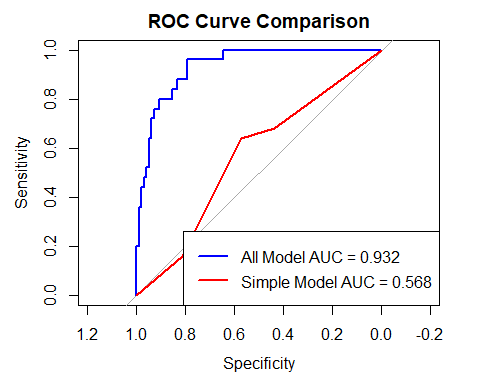 ROC Curve Comparison
Sensitivity
1.0
0.8
0.6
0.4
0.2
0.0
All Model AUC = 0.932
Simple Model AUC = 0.568
1.2 1.0 0.8 0.6 0.4 0.2 0.0 -0.2
Specificity